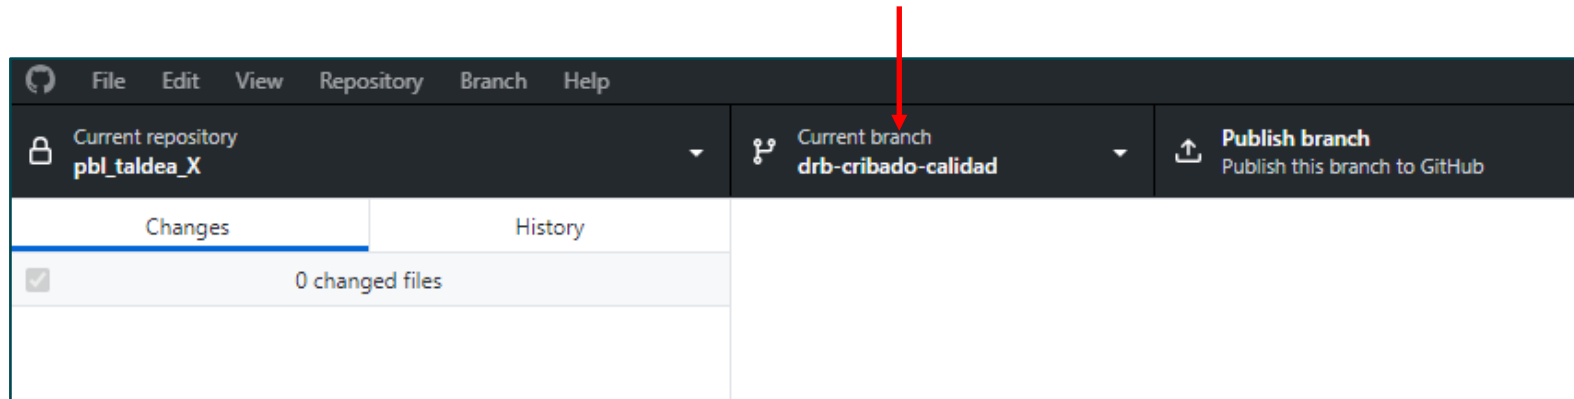 File Edit View Repository Branch Help
Current repository
pbl_taldea_X
Current branch
drb-cribado-calidad
Publish branch
Publish this branch to GitHub
Changes
History
0 changed files